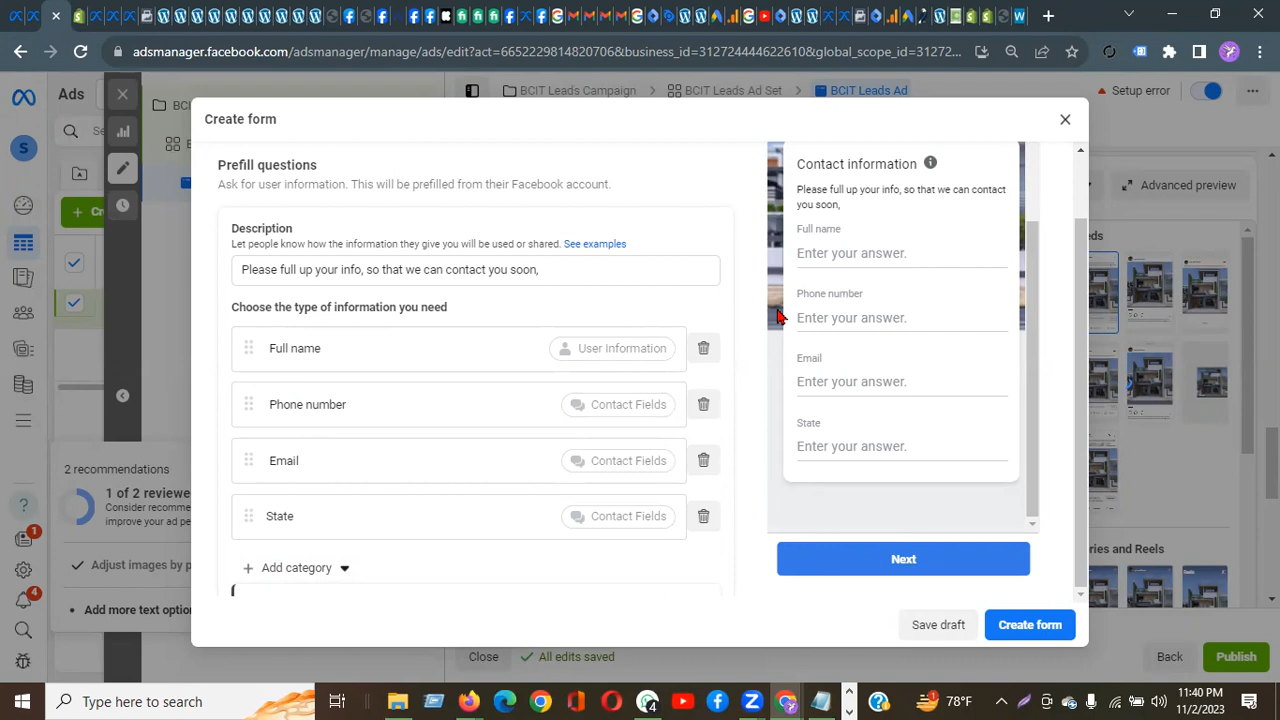 adsmanager.facebook.com/adsmanager/manage/ads/edit?act=6652229814820706&business_id=3127244446226610&global_scope_id=31272...
Ads
BCIT Leads Campaign
BCIT Leads Ad Set
BCIT Leads Ad
Setup error
Create form
Advanced preview
Prefill questions
Ask for user information. This will be prefilled from their Facebook account.
Description
Let people know how the information they give you will be used or shared. See examples
Please full up your info, so that we can contact you soon,
Choose the type of information you need
Full name
User Information
Phone number
Contact Fields
Email
Contact Fields
State
Contact Fields
Add category
Contact information
Please full up your info, so that we can contact
you soon,
Full name
Enter your answer.
Phone number
Enter your answer.
Email
Enter your answer.
State
Enter your answer.
Next
Save draft
Create form
2 recommendations
1 of 2 reviewe
Consider recomme
improve your ad pe
Adjust images by p
Add more text optio
eries and Reels
Close
All edits saved
Back
Publish
Type here to search
78°F
11:40 PM
11/2/2023